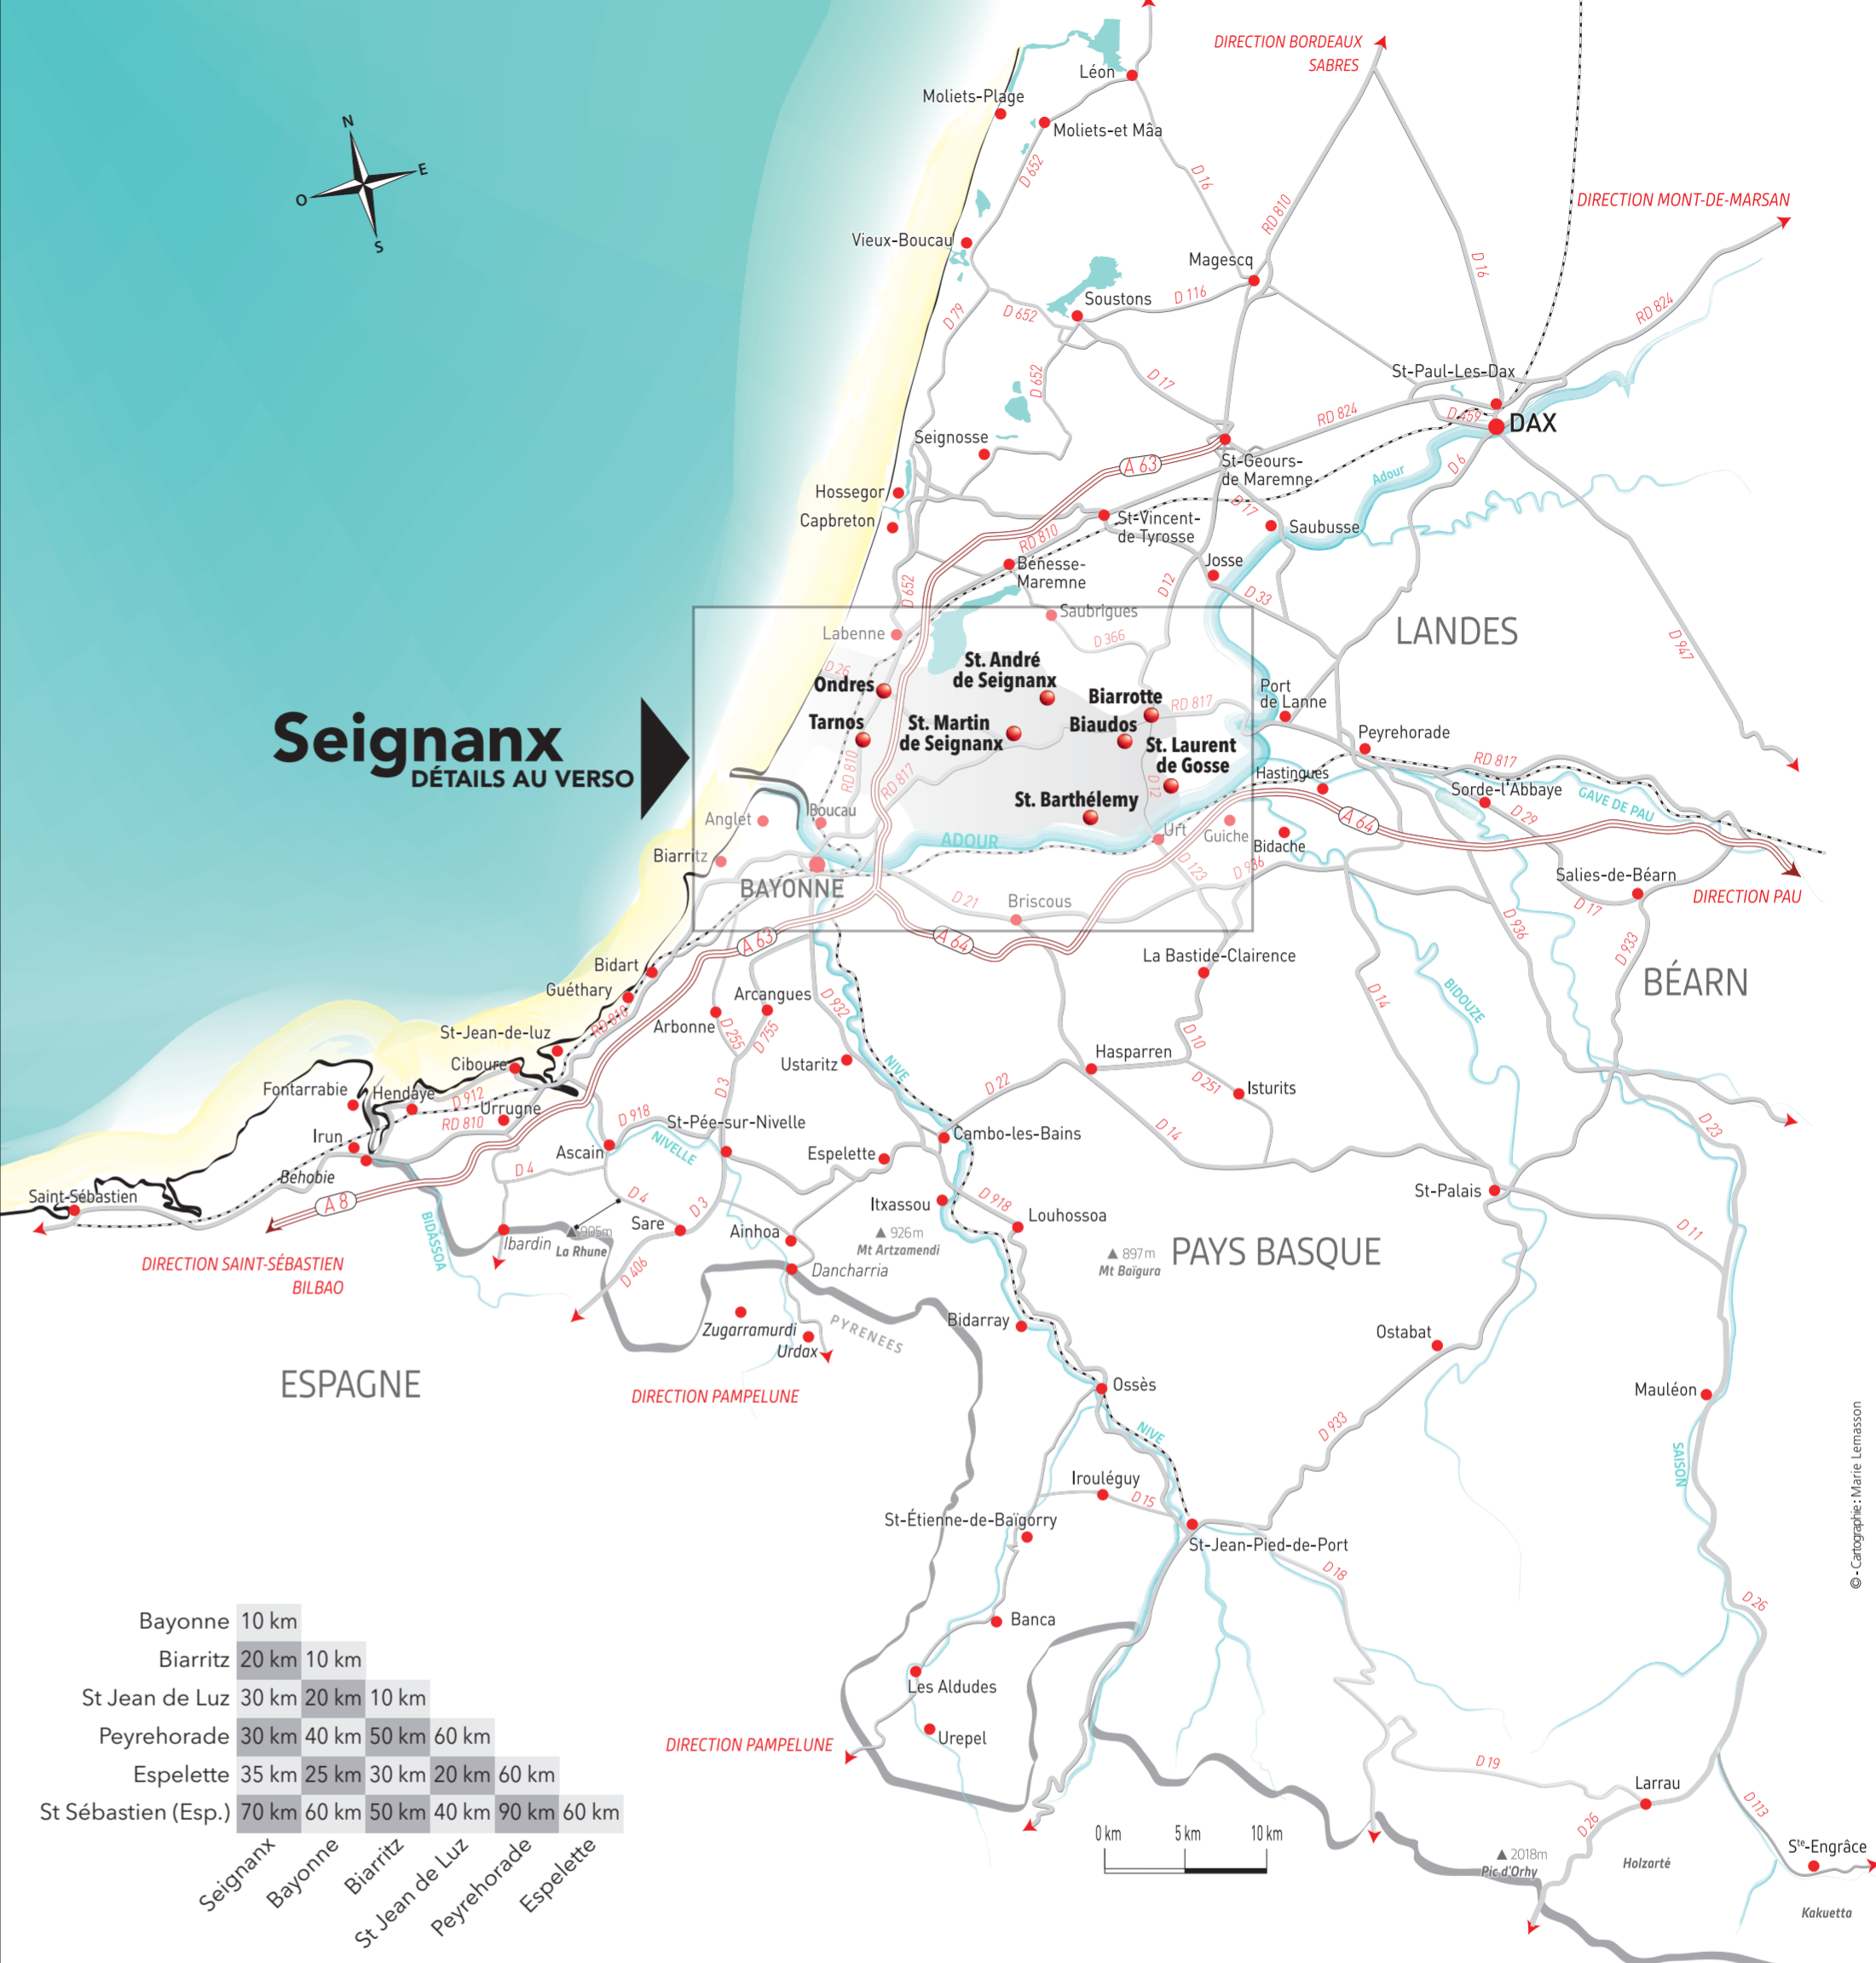 DIRECTION BORDEAUX
SABRES
Léon
Moliets-Plage
Moliets-et Mâa
D 652
D 16
RD 810
N
E
O
S
DIRECTION MONT-DE-MARSAN
Vieux-Boucau
Magescq
D 16
D 116
Soustons
D 79
D 652
RD 824
D 652
D 17
St-Paul-Les-Dax
RD 824
D 459
DAX
Seignosse
A 63
St-Geours-
de Maremne
Adour
D 6
Hossegor
Capbreton
D 17
St-Vincent-
de Tyrosse
Saubusse
RD 810
Bénesse-
Maremne
Josse
D 652
D 12
D 33
Saubrigues
Labenne
D 366
LANDES
D 947
D 26
St. André
de Seignanx
Ondres
Biarrotte
RD 817
Port
de Lanne
Tarnos
St. Martin
de Seignanx
Biaudos
St. Laurent
de Gosse
Peyrehorade
Seignanx
DÉTAILS AU VERSO
RD 810
RD 817
D 12
Hastingues
RD 817
Sorde-l'Abbaye
GAVE DE PAU
St. Barthélemy
D 29
Anglet
Boucau
A 64
ADOUR
Urt
Guiche
Bidache
Biarritz
D 123
D 936
BAYONNE
Salies-de-Béarn
DIRECTION PAU
D 21
Briscous
D 17
A 63
A 64
D 936
D 933
La Bastide-Clairence
Bidart
BÉARN
Guéthary
Arcangues
D 932
D 14
BIDOUZE
RD 810
Arbonne
D 255
D 755
St-Jean-de-luz
Ciboure
Ustaritz
NIVE
Hasparren
D 10
Fontarrabie
Hendaye
D 912
Urrugne
D 3
D 22
D 251
Isturits
RD 810
D 918
St-Pée-sur-Nivelle
D 14
D 23
Irun
Ascain
NIVELLE
Espelette
Cambo-les-Bains
Béhobie
D 4
Saint-Sébastien
A 8
D 4
D 3
Itxassou
D 918
Louhossoa
St-Palais
BIDASSOA
Ibardin
905m
La Rhune
Sare
Ainhoa
926m
Mt Artzamendi
897m
Mt Baïgura
PAYS BASQUE
D 11
DIRECTION SAINT-SÉBASTIEN
BILBAO
D 406
Dancharria
Zugarramurdi
Urdax
PYRENEES
Bidarray
Ostabat
ESPAGNE
DIRECTION PAMPELUNE
Ossès
Mauléon
NIVE
D 933
SAISON
Irouléguy
D 15
St-Étienne-de-Baïgorry
St-Jean-Pied-de-Port
D 18
© - Cartographie : Marie Lemasson
D 26
Banca
Les Aldudes
Urepel
DIRECTION PAMPELUNE
D 19
Larrau
D 26
D 113
0 km 5 km 10 km
2018m
Pic d'Orhy
Holzarté
Ste-Engrâce
Kakuetta
Bayonne 10 km
Biarritz 20 km 10 km
St Jean de Luz 30 km 20 km 10 km
Peyrehorade 30 km 40 km 50 km 60 km
Espelette 35 km 25 km 30 km 20 km 60 km
St Sébastien (Esp.) 70 km 60 km 50 km 40 km 90 km 60 km
Seignanx Bayonne Biarritz St Jean de Luz Peyrehorade Espelette